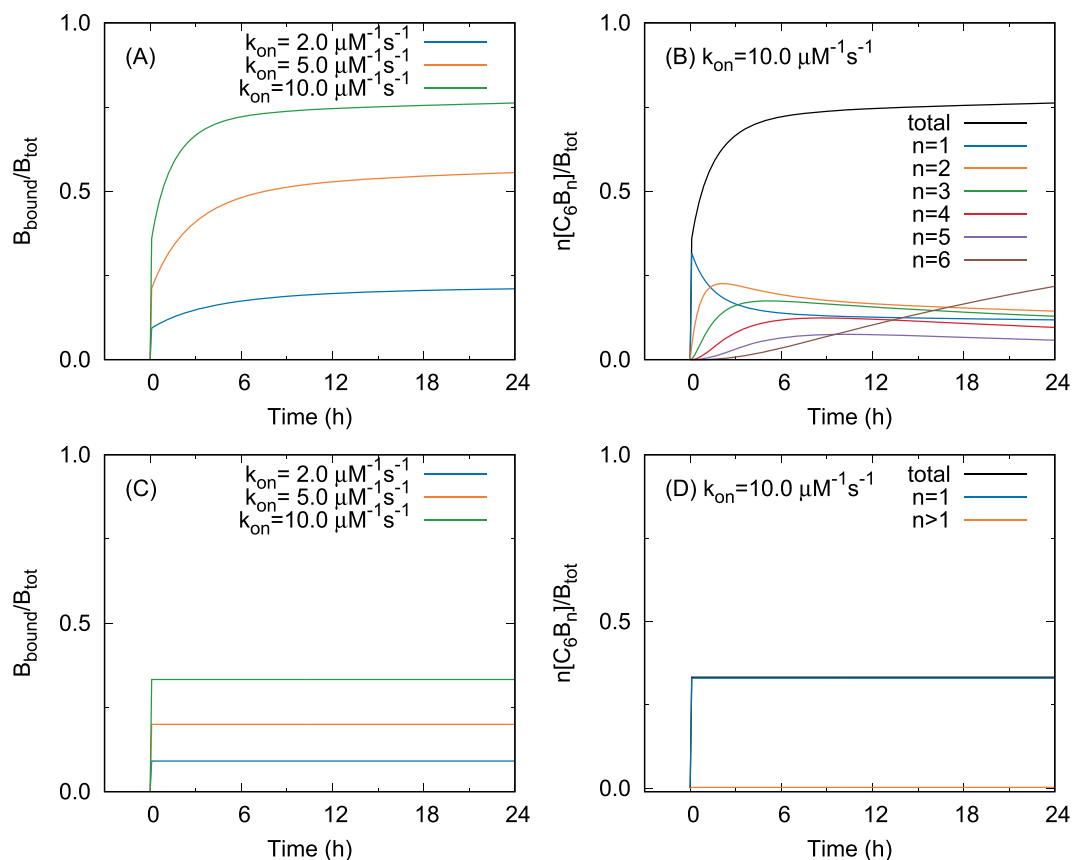 (A)
k_on= 2.0 μM⁻¹s⁻¹
k_on= 5.0 μM⁻¹s⁻¹
k_on=10.0 μM⁻¹s⁻¹
B_bound/B_tot
1.0
0.5
0.0
0 6 12 18 24
Time (h)
(B) k_on=10.0 μM⁻¹s⁻¹
total
n=1
n=2
n=3
n=4
n=5
n=6
n[C₆B_n]/B_tot
1.0
0.5
0.0
0 6 12 18 24
Time (h)
(C)
k_on= 2.0 μM⁻¹s⁻¹
k_on= 5.0 μM⁻¹s⁻¹
k_on=10.0 μM⁻¹s⁻¹
B_bound/B_tot
1.0
0.5
0.0
0 6 12 18 24
Time (h)
(D) k_on=10.0 μM⁻¹s⁻¹
total
n=1
n>1
n[C₆B_n]/B_tot
1.0
0.5
0.0
0 6 12 18 24
Time (h)